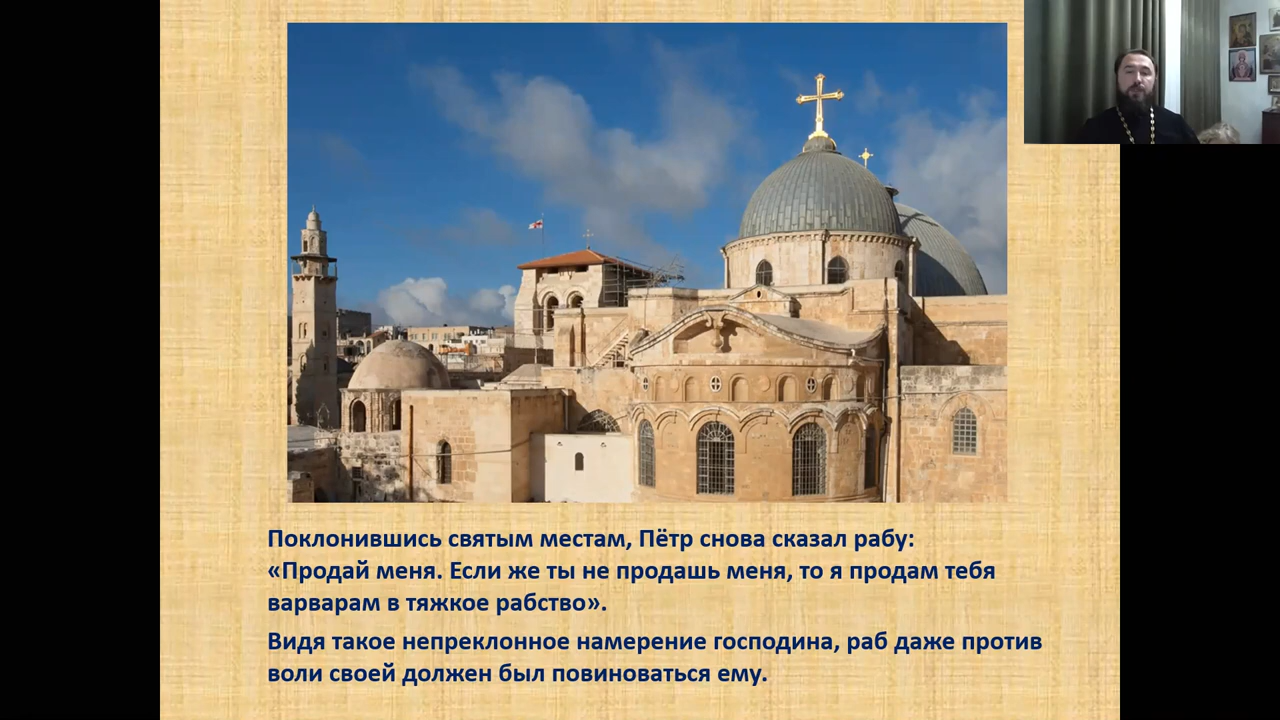 Поклонившись святым местам, Пётр снова сказал рабу:
«Продай меня. Если же ты не продашь меня, то я продам тебя
варварам в тяжкое рабство».
Видя такое непреклонное намерение господина, раб даже против
воли своей должен был повиноваться ему.